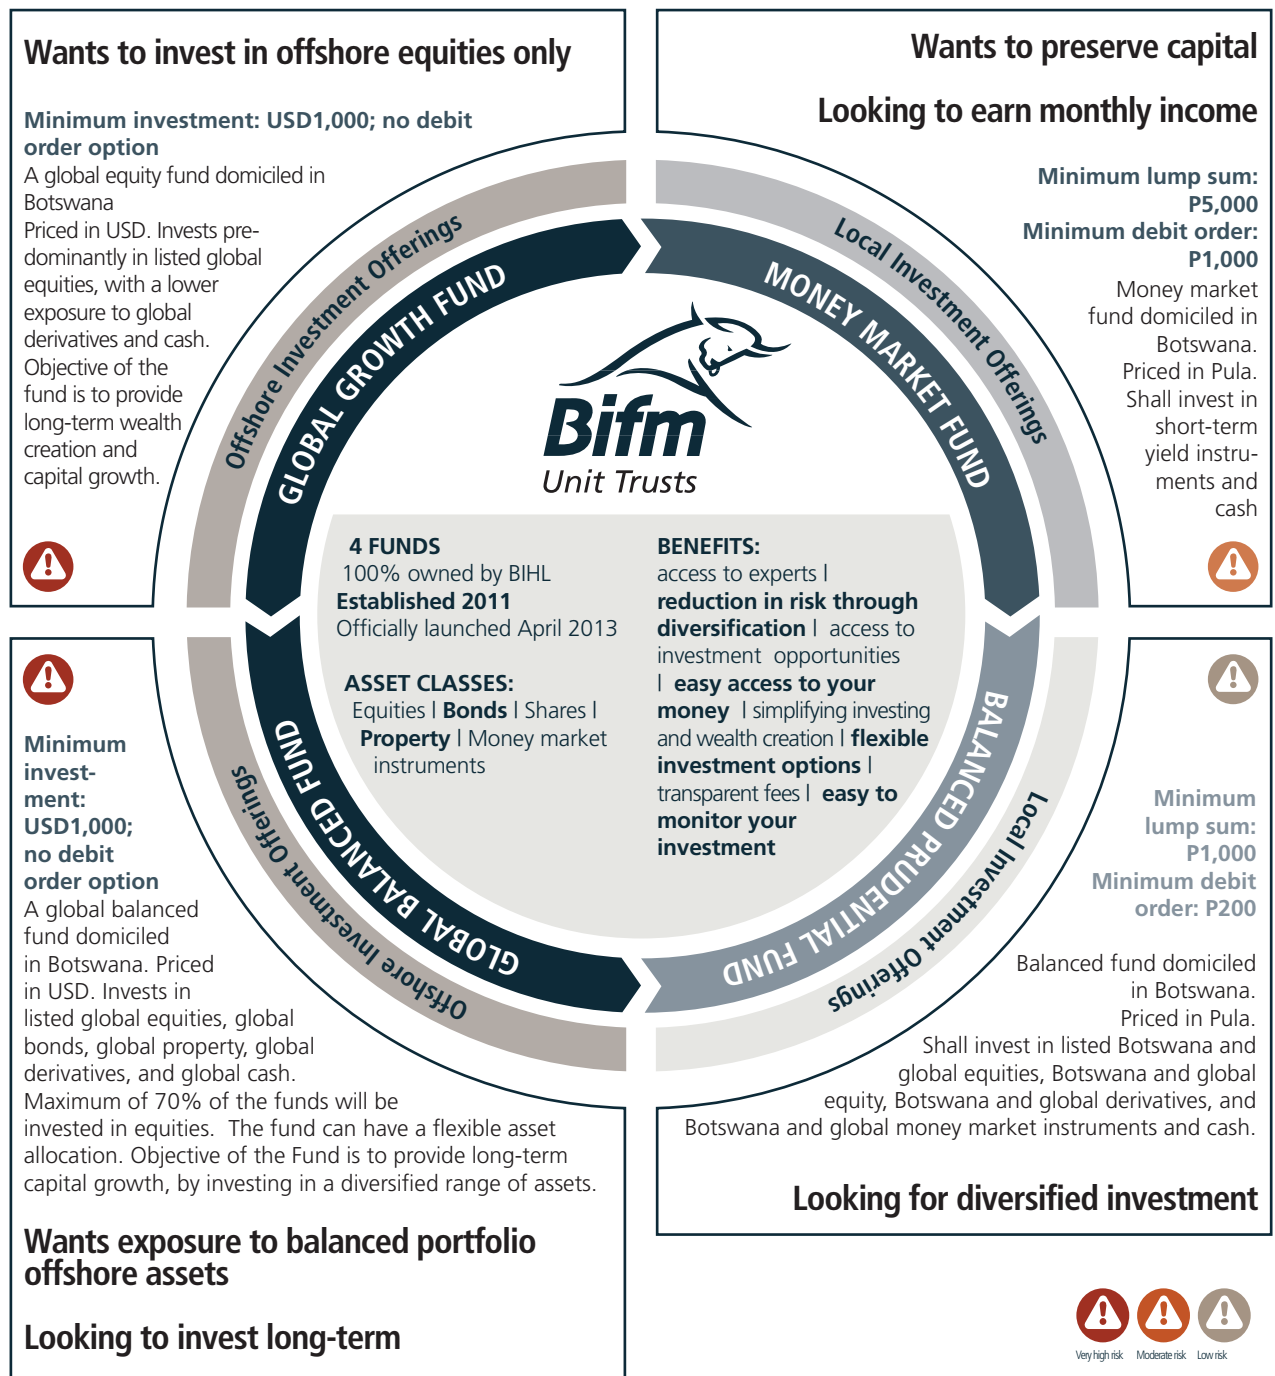 Wants to invest in offshore equities only
Minimum investment: USD1,000; no debit
order option
A global equity fund domiciled in
Botswana
Priced in USD. Invests pre-
dominantly in listed global
equities, with a lower
exposure to global
derivatives and cash.
Objective of the
fund is to provide
long-term wealth
creation and
capital growth.
Wants to preserve capital
Looking to earn monthly income
Minimum lump sum:
P5,000
Minimum debit order:
P1,000
Money market
fund domiciled in
Botswana.
Priced in Pula.
Shall invest in
short-term
yield instru-
ments and
cash
Offshore Investment Offerings
GLOBAL GROWTH FUND
Local Investment Offerings
MONEY MARKET FUND
Bifm
Unit Trusts
4 FUNDS
100% owned by BIHL
Established 2011
Officially launched April 2013
ASSET CLASSES:
Equities | Bonds | Shares |
Property | Money market
instruments
BENEFITS:
access to experts |
reduction in risk through
diversification | access to
investment opportunities
| easy access to your
money | simplifying investing
and wealth creation | flexible
investment options |
transparent fees | easy to
monitor your
investment
GLOBAL BALANCED FUND
Offshore Investment Offerings
BALANCED PRUDENTIAL FUND
Local Investment Offerings
Minimum
invest-
ment:
USD1,000;
no debit
order option
A global balanced
fund domiciled
in Botswana. Priced
in USD. Invests in
listed global equities, global
bonds, global property, global
derivatives, and global cash.
Maximum of 70% of the funds will be
invested in equities. The fund can have a flexible asset
allocation. Objective of the Fund is to provide long-term
capital growth, by investing in a diversified range of assets.
Wants exposure to balanced portfolio
offshore assets
Looking to invest long-term
Minimum
lump sum:
P1,000
Minimum debit
order: P200
Balanced fund domiciled
in Botswana.
Priced in Pula.
Shall invest in listed Botswana and
global equities, Botswana and global
equity, Botswana and global derivatives, and
Botswana and global money market instruments and cash.
Looking for diversified investment
Very high risk
Moderate risk
Low risk